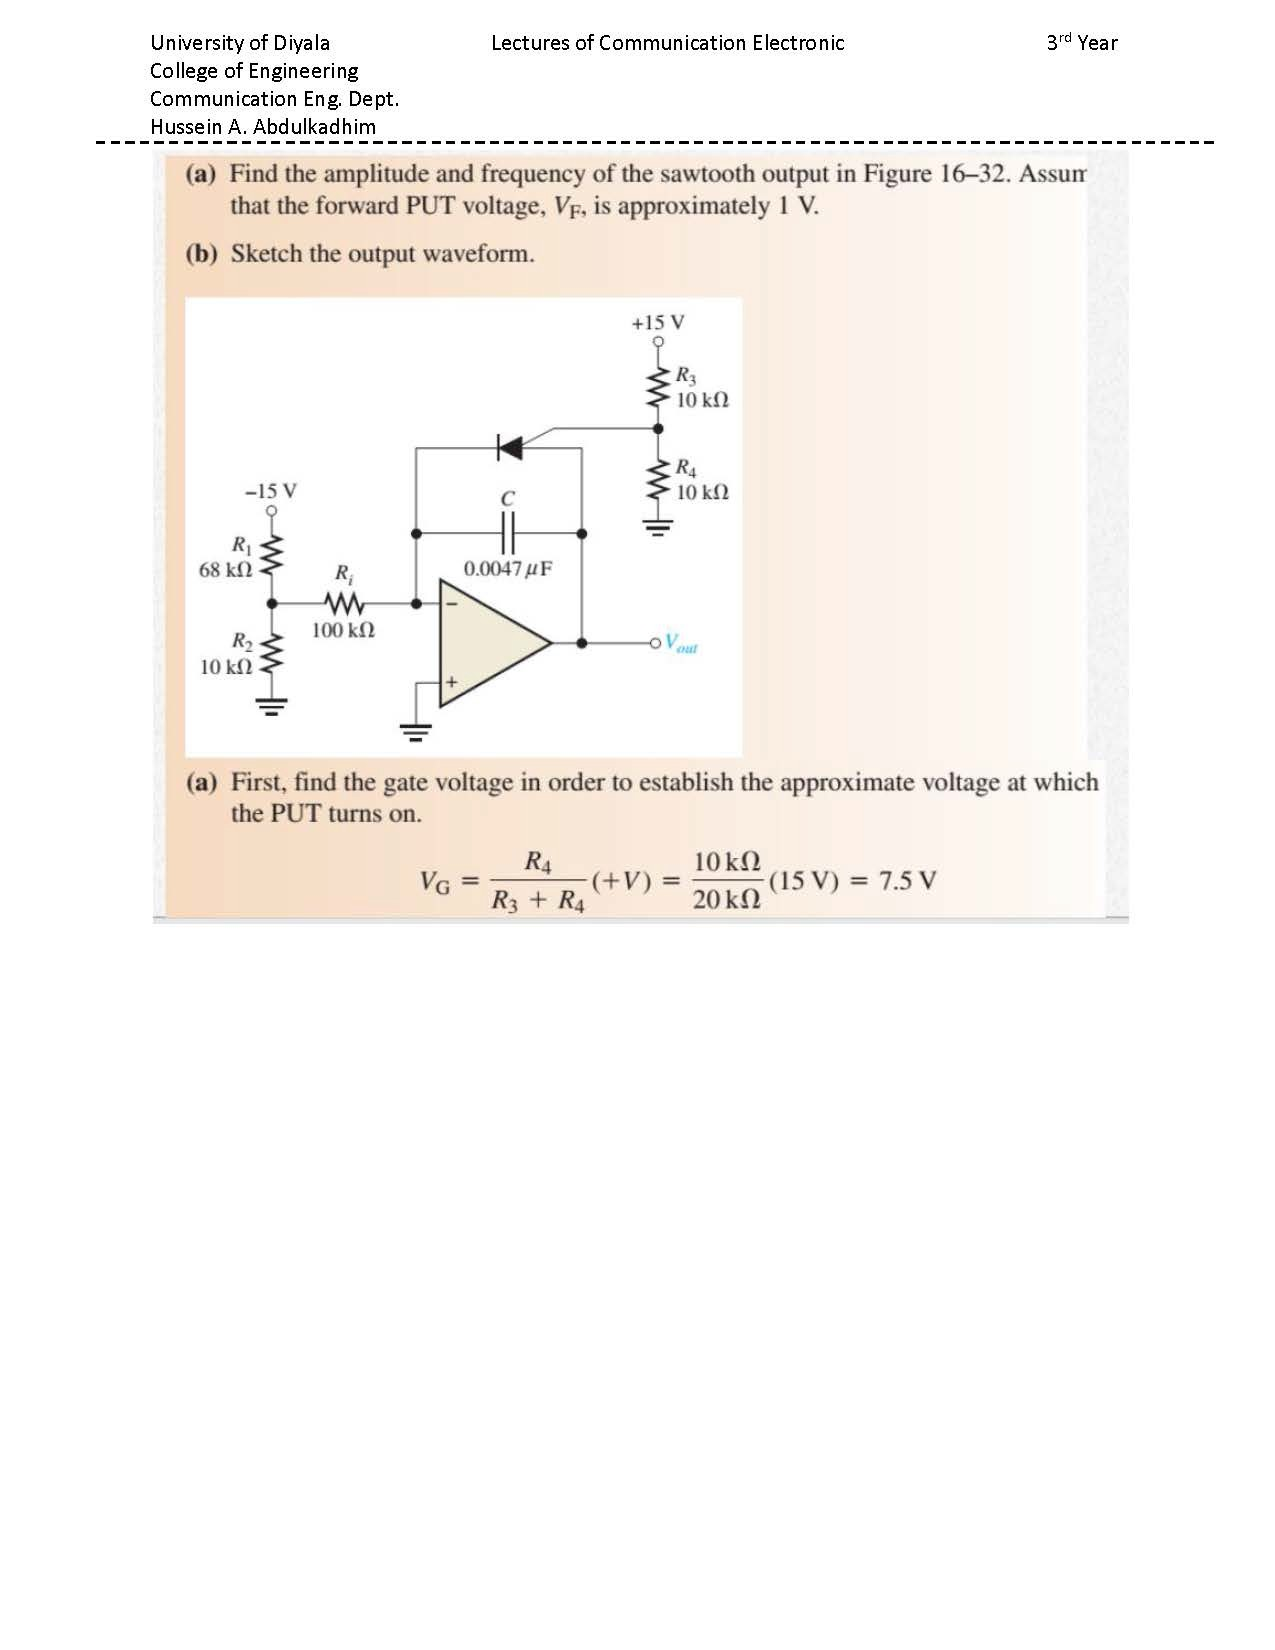 University of Diyala Lectures of Communication Electronic 3rd Year
College of Engineering
Communication Eng. Dept.
Hussein A. Abdulkadhim
(a) Find the amplitude and frequency of the sawtooth output in Figure 16–32. Assum
that the forward PUT voltage, VF, is approximately 1 V.
(b) Sketch the output waveform.
+15 V
R3
10 kΩ
R4
10 kΩ
–15 V
R1
68 kΩ
R2
10 kΩ
Ri
100 kΩ
C
0.0047 μF
–
+
Vout
(a) First, find the gate voltage in order to establish the approximate voltage at which
the PUT turns on.
VG = R4 / (R3 + R4) (+V) = 10 kΩ / 20 kΩ (15 V) = 7.5 V